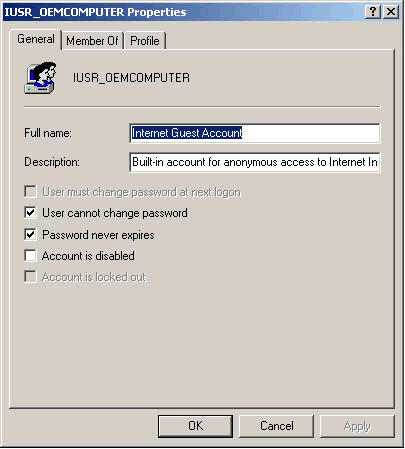 IUSR_OEMCOMPUTER Properties
General Member Of Profile
IUSR_OEMCOMPUTER
Full name: Internet Guest Account
Description: Built-in account for anonymous access to Internet In
User must change password at next logon
User cannot change password
Password never expires
Account is disabled
Account is locked out
OK Cancel Apply